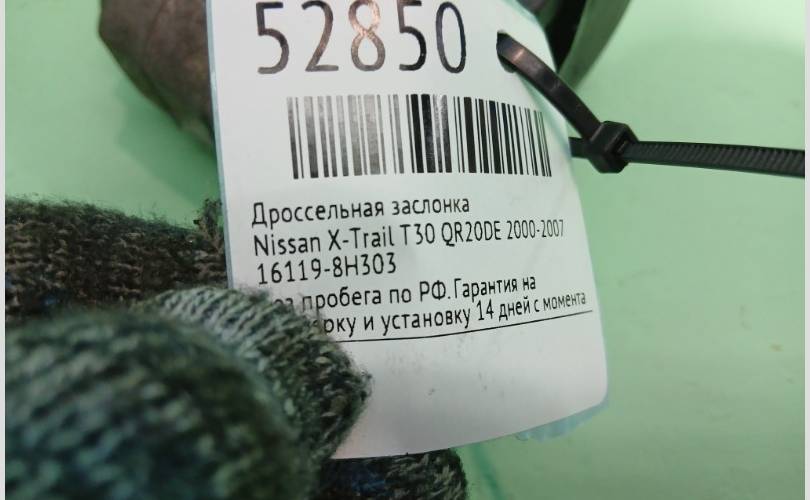 52850
Дроссельная заслонка
Nissan X-Trail T30 QR20DE 2000-2007
16119-8H303
пробега по РФ.Гарантия на
и установку 14 дней с момента